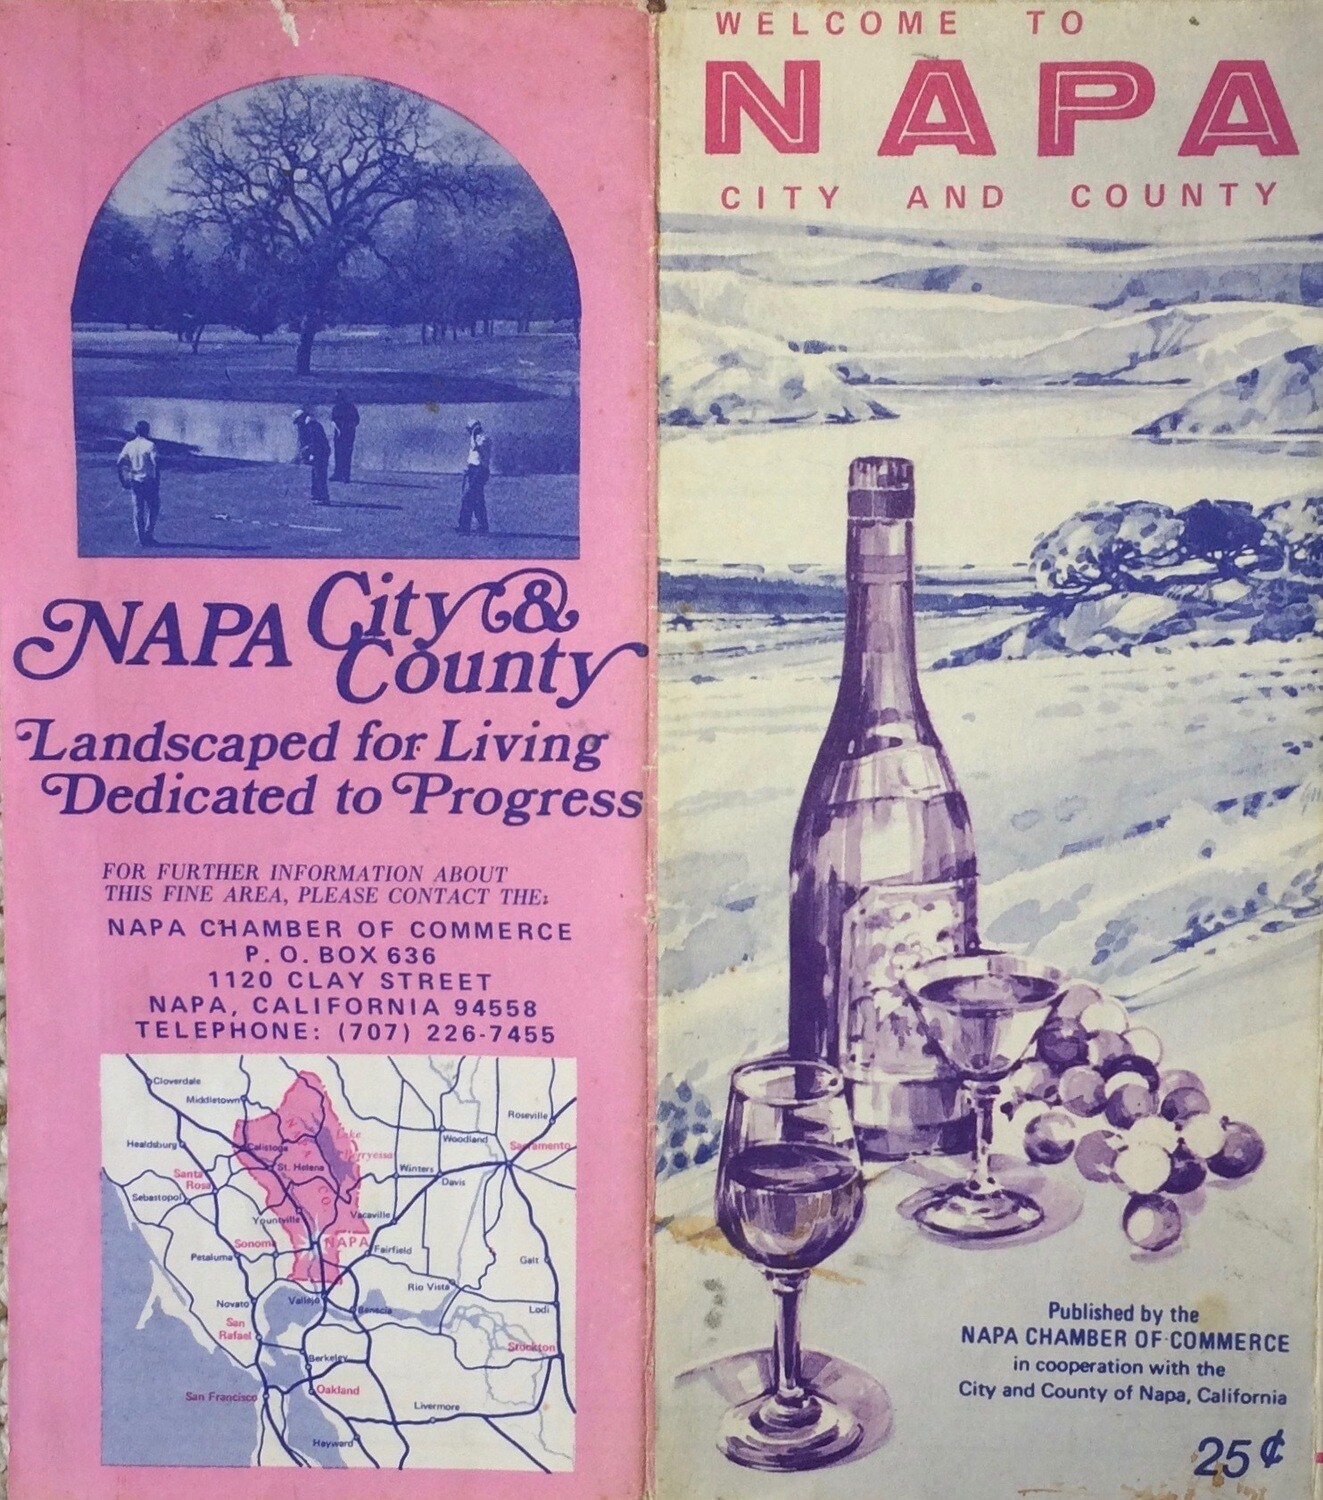 NAPA City &
County
Landscaped for Living
Dedicated to Progress
FOR FURTHER INFORMATION ABOUT
THIS FINE AREA, PLEASE CONTACT THE:
NAPA CHAMBER OF COMMERCE
P. O. BOX 636
1120 CLAY STREET
NAPA, CALIFORNIA 94558
TELEPHONE: (707) 226-7455
Cloverdale
Middletown
Roseville
Healdsburg
Calistoga
Lake
Berryessa
Woodland
Sacramento
Santa
Rosa
St. Helena
Winters
Davis
Sebastopol
Yountville
Vacaville
Sonoma
NAPA
Petaluma
Fairfield
Galt
Rio Vista
Novato
Vallejo
Benecia
Lodi
San
Rafael
Stockton
Berkeley
San Francisco
Oakland
Livermore
Hayward
WELCOME TO
NAPA
CITY AND COUNTY
Published by the
NAPA CHAMBER OF COMMERCE
in cooperation with the
City and County of Napa, California
25¢